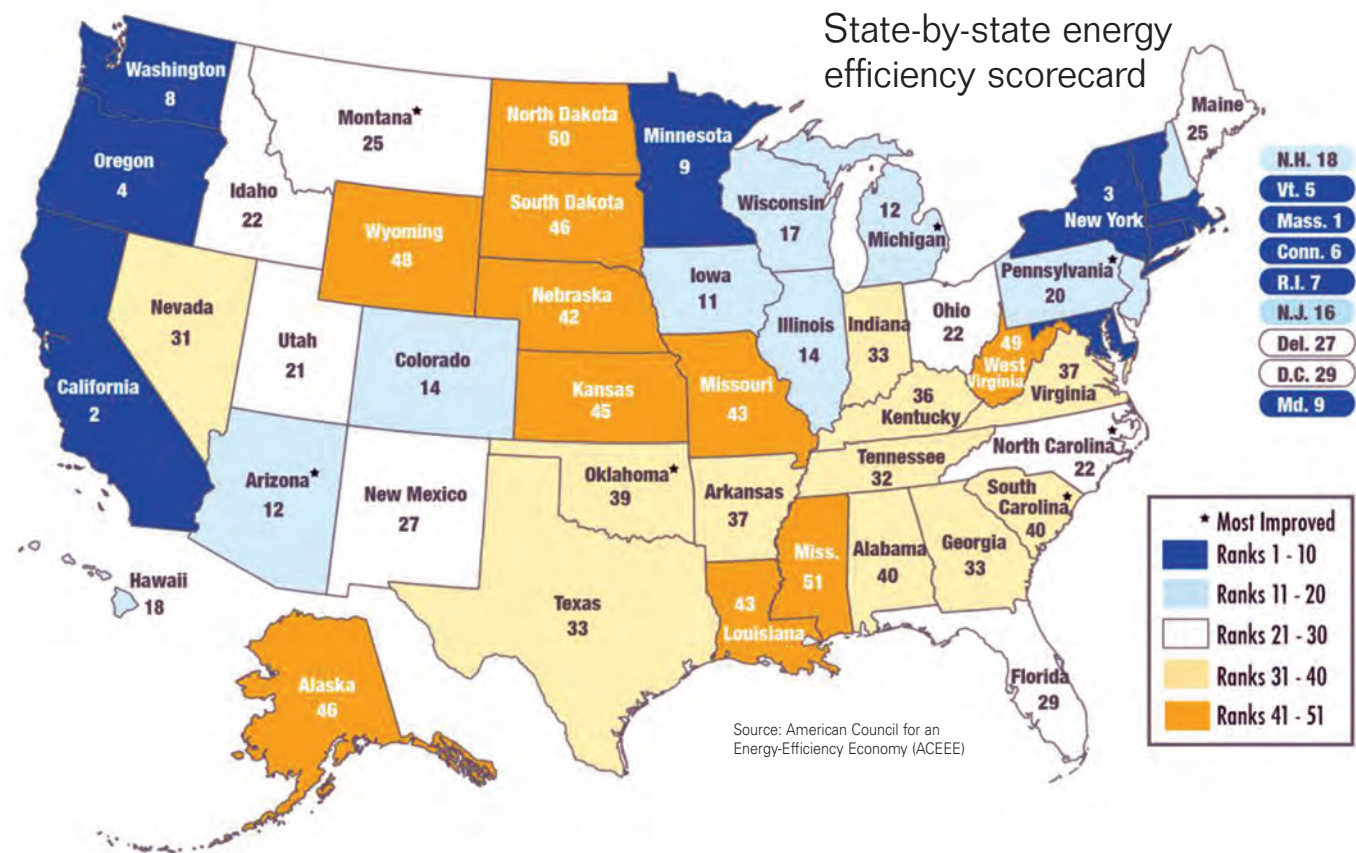 State-by-state energy
efficiency scorecard
Washington
8
Oregon
4
California
2
Nevada
31
Idaho
22
Montana★
25
Wyoming
48
Utah
21
Colorado
14
Arizona★
12
New Mexico
27
North Dakota
50
South Dakota
46
Nebraska
42
Kansas
45
Oklahoma★
39
Texas
33
Minnesota
9
Iowa
11
Missouri
43
Arkansas
37
43
Louisiana
Wisconsin
17
Illinois
14
12
Michigan★
Indiana
33
Ohio
22
36
Kentucky
Tennessee
32
Miss.
51
Alabama
40
Georgia
33
Florida
29
South
Carolina★
40
North Carolina★
22
37
Virginia
49
West
Virginia
Pennsylvania★
20
3
New York
Maine
25
N.H. 18
Vt. 5
Mass. 1
Conn. 6
R.I. 7
N.J. 16
Del. 27
D.C. 29
Md. 9
Hawaii
18
Alaska
46
★ Most Improved
Ranks 1 - 10
Ranks 11 - 20
Ranks 21 - 30
Ranks 31 - 40
Ranks 41 - 51
Source: American Council for an
Energy-Efficiency Economy (ACEEE)